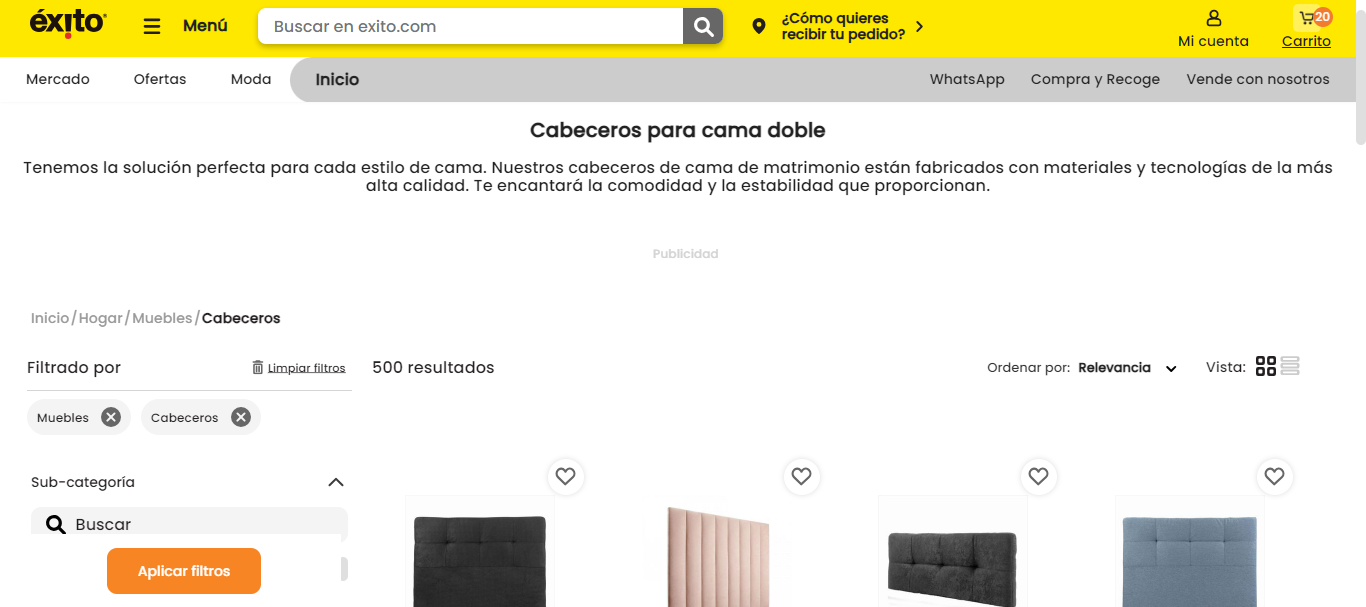 éxito
Menú
Buscar en exito.com
¿Cómo quieres
recibir tu pedido?
Mi cuenta
20
Carrito
Mercado
Ofertas
Moda
Inicio
WhatsApp
Compra y Recoge
Vende con nosotros
Cabeceros para cama doble
Tenemos la solución perfecta para cada estilo de cama. Nuestros cabeceros de cama de matrimonio están fabricados con materiales y tecnologías de la más
alta calidad. Te encantará la comodidad y la estabilidad que proporcionan.
Publicidad
Inicio/Hogar/Muebles/Cabeceros
Filtrado por
Limpiar filtros
500 resultados
Ordenar por: Relevancia
Vista:
Muebles
Cabeceros
Sub-categoría
Buscar
Aplicar filtros